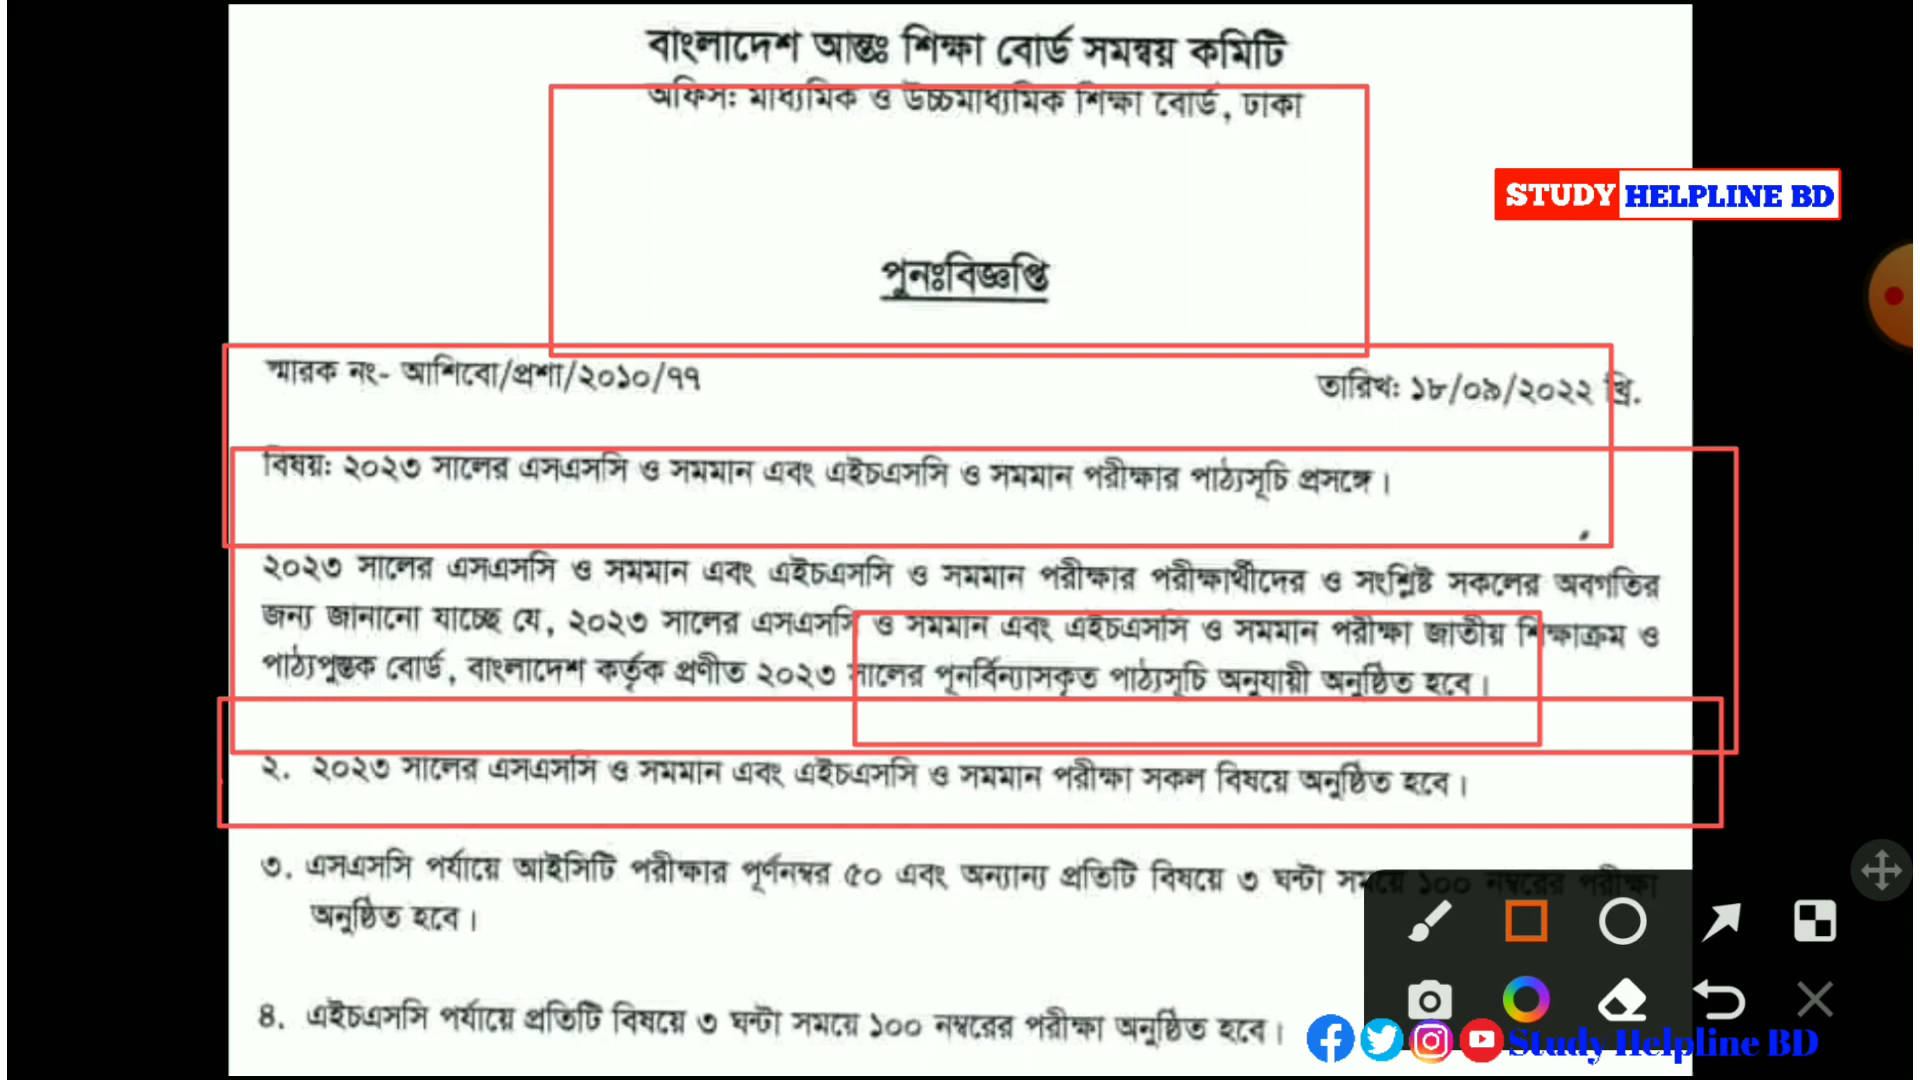 বাংলাদেশ আন্তঃ শিক্ষা বোর্ড সমন্বয় কমিটি
অফিস: মাধ্যমিক ও উচ্চমাধ্যমিক শিক্ষা বোর্ড, ঢাকা
STUDY HELPLINE BD
পুনঃবিজ্ঞপ্তি
স্মারক নং- আশিবো/প্রশা/২০১০/৭৭
তারিখ: ১৮/০৯/২০২২ খ্রি.
বিষয়: ২০২৩ সালের এসএসসি ও সমমান এবং এইচএসসি ও সমমান পরীক্ষার পাঠ্যসূচি প্রসঙ্গে।
২০২৩ সালের এসএসসি ও সমমান এবং এইচএসসি ও সমমান পরীক্ষার পরীক্ষার্থীদের ও সংশ্লিষ্ট সকলের অবগতির
জন্য জানানো যাচ্ছে যে, ২০২৩ সালের এসএসসি ও সমমান এবং এইচএসসি ও সমমান পরীক্ষা জাতীয় শিক্ষাক্রম ও
পাঠ্যপুস্তক বোর্ড, বাংলাদেশ কর্তৃক প্রণীত ২০২৩ সালের পূনর্বিন্যাসকৃত পাঠ্যসূচি অনুযায়ী অনুষ্ঠিত হবে।
২. ২০২৩ সালের এসএসসি ও সমমান এবং এইচএসসি ও সমমান পরীক্ষা সকল বিষয়ে অনুষ্ঠিত হবে।
৩. এসএসসি পর্যায়ে আইসিটি পরীক্ষার পূর্ণনম্বর ৫০ এবং অন্যান্য প্রতিটি বিষয়ে ৩ ঘন্টা সময়ে ১০০ নম্বরের পরীক্ষা
অনুষ্ঠিত হবে।
৪. এইচএসসি পর্যায়ে প্রতিটি বিষয়ে ৩ ঘন্টা সময়ে ১০০ নম্বরের পরীক্ষা অনুষ্ঠিত হবে।
Study Helpline BD